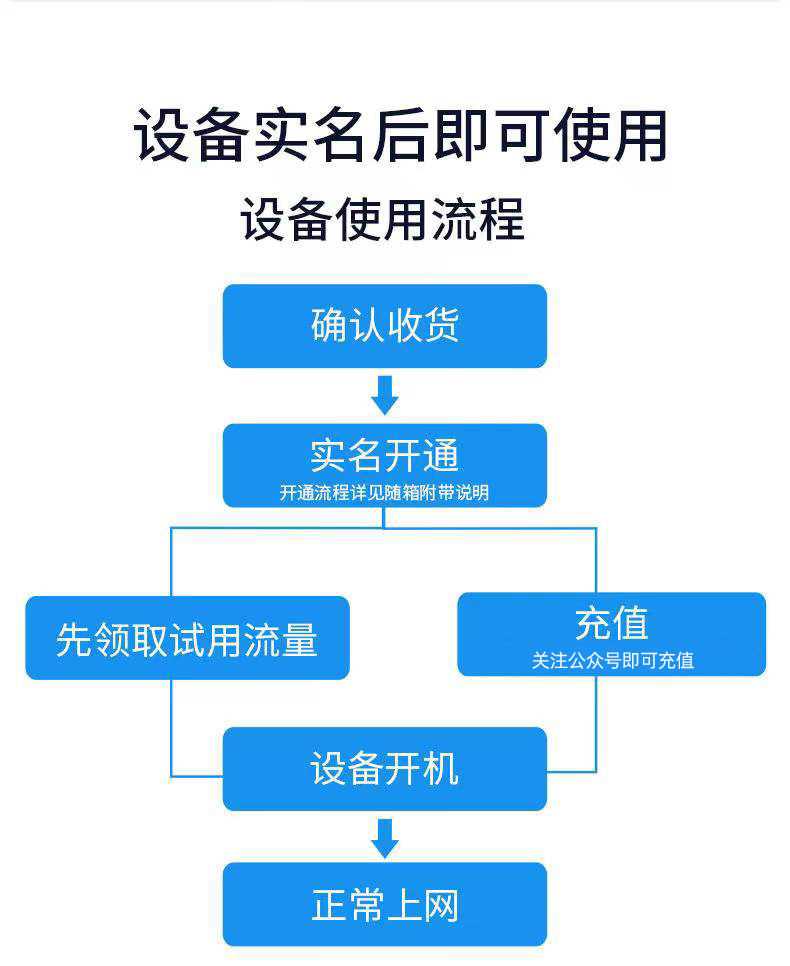 设备实名后即可使用
设备使用流程
确认收货
实名开通
开通流程详见随箱附带说明
先领取试用流量
充值
关注公众号即可充值
设备开机
正常上网